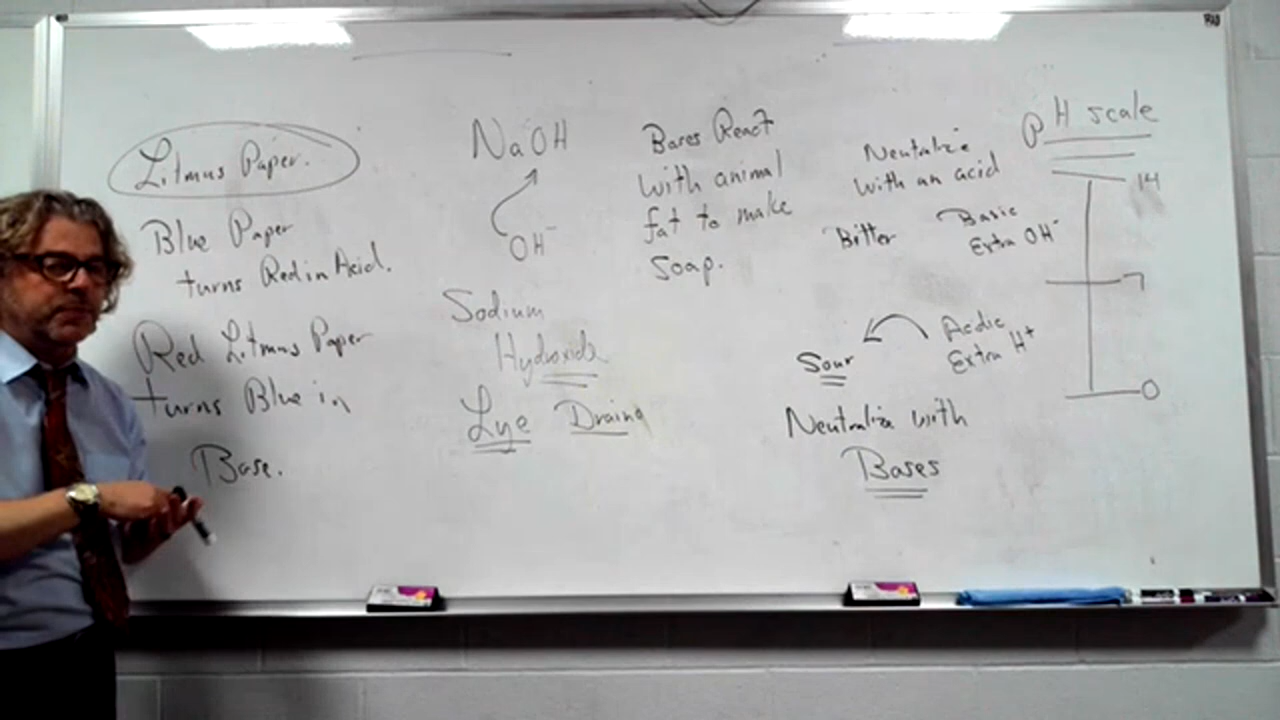 Litmus Paper.
Blue Paper
turns Red in Acid.
Red Litmus Paper
turns Blue in
Base.
NaOH
OH⁻
Sodium
Hydroxide
Lye Drain
Bases React
with animal
fat to make
Soap.
Neutralize
with an acid
Bitter
Basic
Extra OH⁻
Sour
Acidic
Extra H⁺
Neutralize with
Bases
PH scale
14
7
0